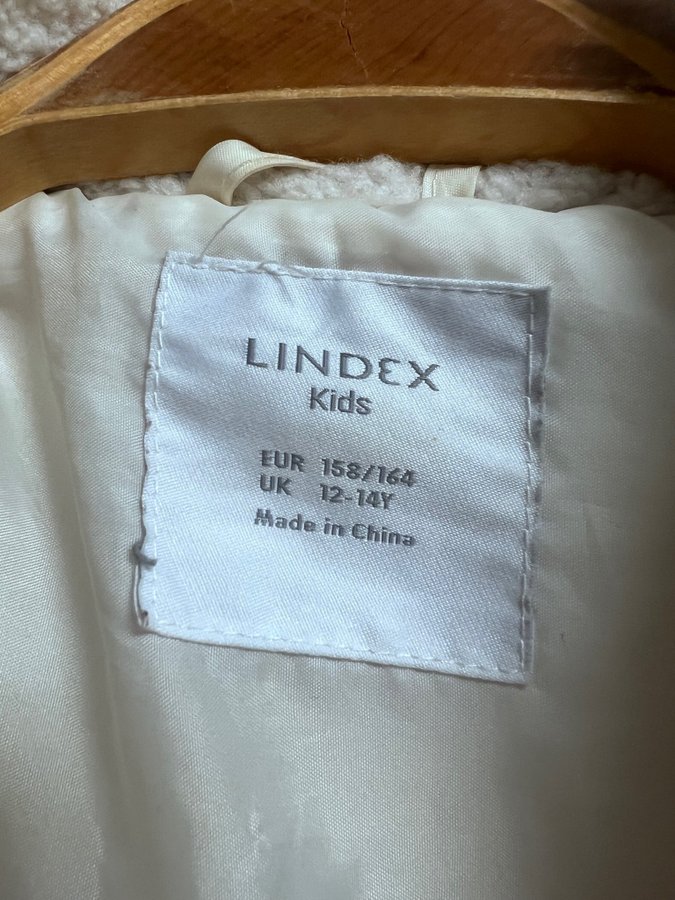 LINDEX
Kids
EUR 158/164
UK 12-14Y
Made in China